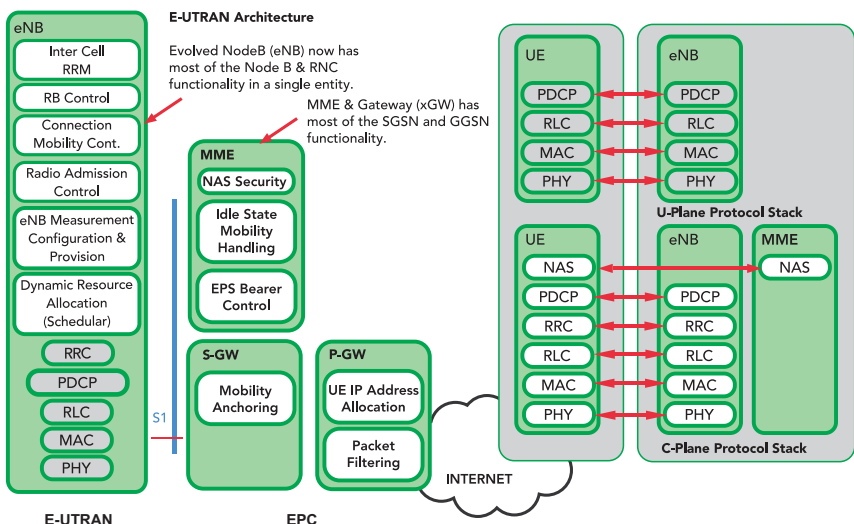 eNB
Inter Cell
RRM
RB Control
Connection
Mobility Cont.
Radio Admission
Control
eNB Measurement
Configuration &
Provision
Dynamic Resource
Allocation
(Schedular)
RRC
PDCP
RLC
MAC
PHY
E-UTRAN
E-UTRAN Architecture
Evolved NodeB (eNB) now has
most of the Node B & RNC
functionality in a single entity.
MME & Gateway (xGW) has
most of the SGSN and GGSN
functionality.
MME
NAS Security
Idle State
Mobility
Handling
EPS Bearer
Control
S1
S-GW
Mobility
Anchoring
P-GW
UE IP Address
Allocation
Packet
Filtering
INTERNET
EPC
UE
PDCP
RLC
MAC
PHY
eNB
PDCP
RLC
MAC
PHY
U-Plane Protocol Stack
UE
NAS
PDCP
RRC
RLC
MAC
PHY
eNB
PDCP
RRC
RLC
MAC
PHY
MME
NAS
C-Plane Protocol Stack